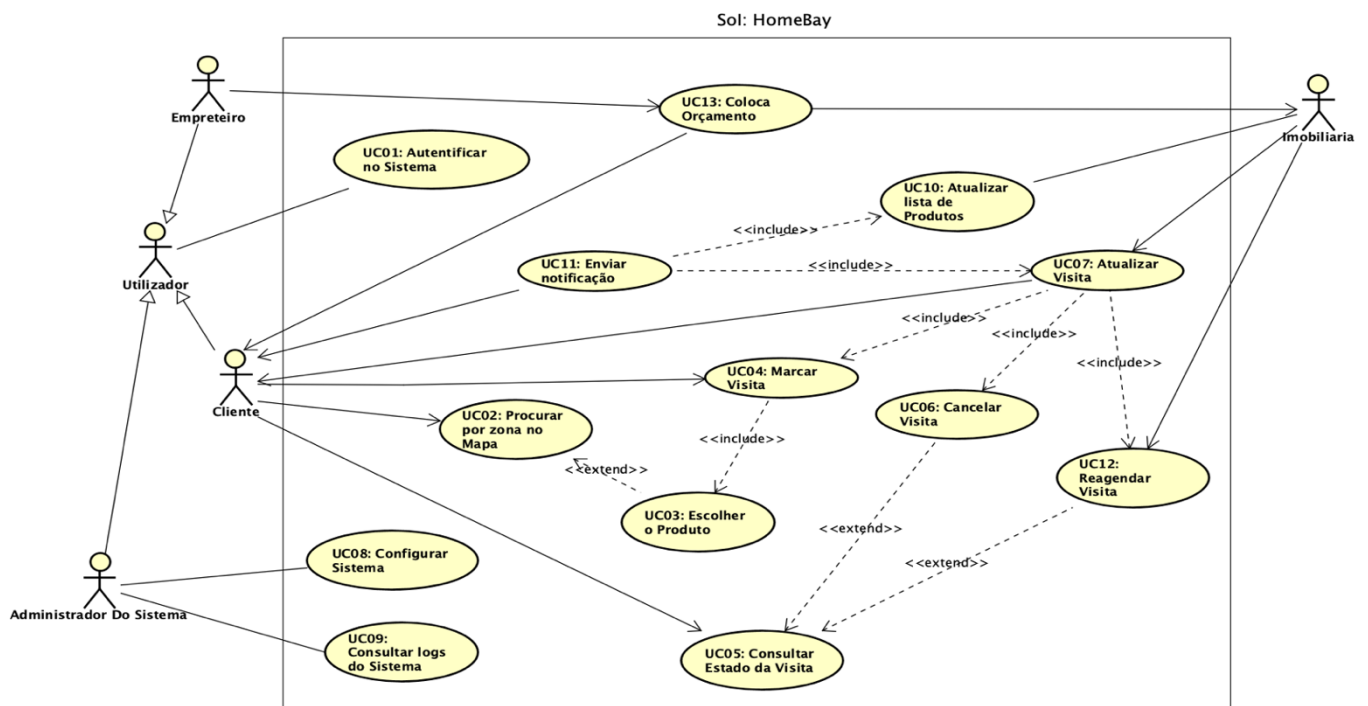 Sol: HomeBay
Empreteiro
UC13: Coloca
Orçamento
Imobiliaria
UC01: Autentificar
no Sistema
UC10: Atualizar
lista de
Produtos
<<include>>
Utilizador
UC11: Enviar
notificação
<<include>>
UC07: Atualizar
Visita
<<include>>
<<include>>
<<include>>
Cliente
UC04: Marcar
Visita
UC02: Procurar
por zona no
Mapa
UC06: Cancelar
Visita
<<include>>
<<extend>>
UC12:
Reagendar
Visita
UC03: Escolher
o Produto
<<extend>>
<<extend>>
UC08: Configurar
Sistema
Administrador Do Sistema
UC09:
Consultar logs
do Sistema
UC05: Consultar
Estado da Visita